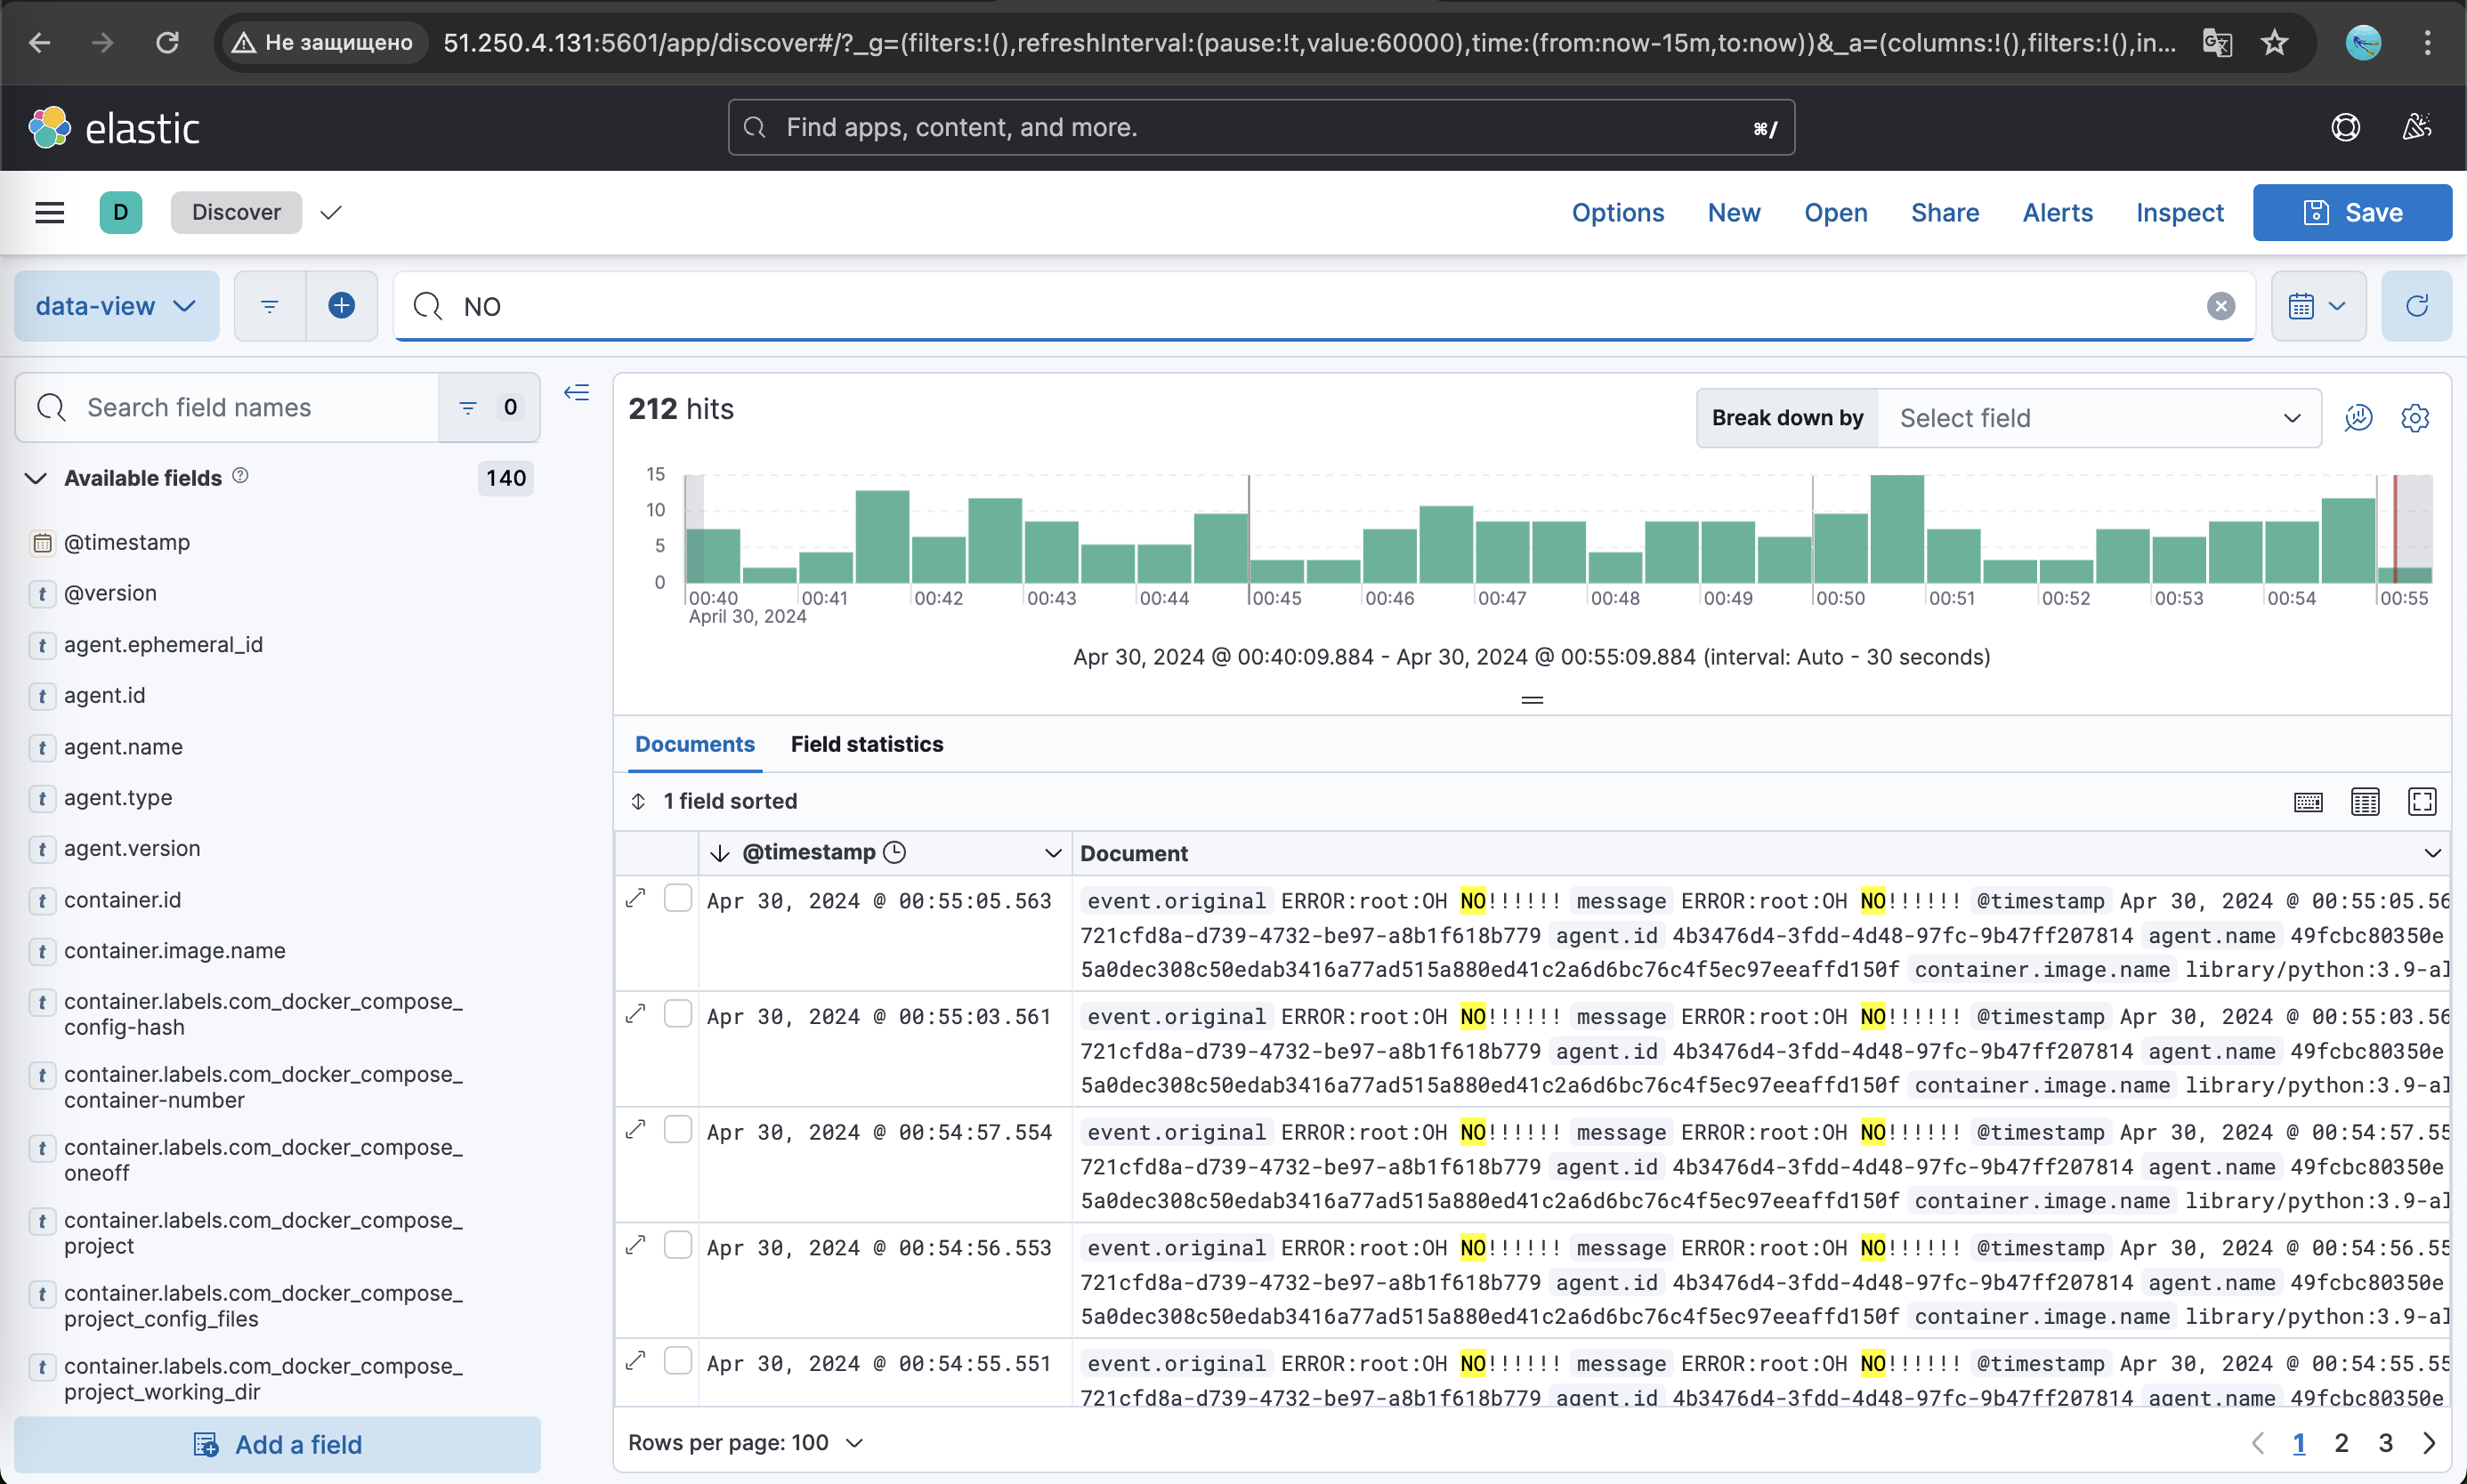 Не защищено 51.250.4.131:5601/app/discover#/?_g=(filters:!(),refreshInterval:(pause:!t,value:60000),time:(from:now-15m,to:now))&_a=(columns:!(),filters:!(),in...
elastic
Find apps, content, and more.
⌘/
D
Discover
Options
New
Open
Share
Alerts
Inspect
Save
data-view
NO
Search field names
0
Available fields
140
@timestamp
t @version
t agent.ephemeral_id
t agent.id
t agent.name
t agent.type
t agent.version
t container.id
t container.image.name
t container.labels.com_docker_compose_
config-hash
t container.labels.com_docker_compose_
container-number
t container.labels.com_docker_compose_
oneoff
t container.labels.com_docker_compose_
project
t container.labels.com_docker_compose_
project_config_files
t container.labels.com_docker_compose_
project_working_dir
Add a field
212 hits
Break down by Select field
15
10
5
0
00:40 00:41 00:42 00:43 00:44 00:45 00:46 00:47 00:48 00:49 00:50 00:51 00:52 00:53 00:54 00:55
April 30, 2024
Apr 30, 2024 @ 00:40:09.884 - Apr 30, 2024 @ 00:55:09.884 (interval: Auto - 30 seconds)
Documents
Field statistics
1 field sorted
@timestamp
Document
Apr 30, 2024 @ 00:55:05.563 event.original ERROR:root:OH NO!!!!!! message ERROR:root:OH NO!!!!!! @timestamp Apr 30, 2024 @ 00:55:05.56
721cfd8a-d739-4732-be97-a8b1f618b779 agent.id 4b3476d4-3fdd-4d48-97fc-9b47ff207814 agent.name 49fcbc80350e
5a0dec308c50edab3416a77ad515a880ed41c2a6d6bc76c4f5ec97eeaffd150f container.image.name library/python:3.9-al
Apr 30, 2024 @ 00:55:03.561 event.original ERROR:root:OH NO!!!!!! message ERROR:root:OH NO!!!!!! @timestamp Apr 30, 2024 @ 00:55:03.56
721cfd8a-d739-4732-be97-a8b1f618b779 agent.id 4b3476d4-3fdd-4d48-97fc-9b47ff207814 agent.name 49fcbc80350e
5a0dec308c50edab3416a77ad515a880ed41c2a6d6bc76c4f5ec97eeaffd150f container.image.name library/python:3.9-al
Apr 30, 2024 @ 00:54:57.554 event.original ERROR:root:OH NO!!!!!! message ERROR:root:OH NO!!!!!! @timestamp Apr 30, 2024 @ 00:54:57.55
721cfd8a-d739-4732-be97-a8b1f618b779 agent.id 4b3476d4-3fdd-4d48-97fc-9b47ff207814 agent.name 49fcbc80350e
5a0dec308c50edab3416a77ad515a880ed41c2a6d6bc76c4f5ec97eeaffd150f container.image.name library/python:3.9-al
Apr 30, 2024 @ 00:54:56.553 event.original ERROR:root:OH NO!!!!!! message ERROR:root:OH NO!!!!!! @timestamp Apr 30, 2024 @ 00:54:56.55
721cfd8a-d739-4732-be97-a8b1f618b779 agent.id 4b3476d4-3fdd-4d48-97fc-9b47ff207814 agent.name 49fcbc80350e
5a0dec308c50edab3416a77ad515a880ed41c2a6d6bc76c4f5ec97eeaffd150f container.image.name library/python:3.9-al
Apr 30, 2024 @ 00:54:55.551 event.original ERROR:root:OH NO!!!!!! message ERROR:root:OH NO!!!!!! @timestamp Apr 30, 2024 @ 00:54:55.55
721cfd8a-d739-4732-be97-a8b1f618b779 agent.id 4b3476d4-3fdd-4d48-97fc-9b47ff207814 agent.name 49fcbc80350e
Rows per page: 100
1 2 3